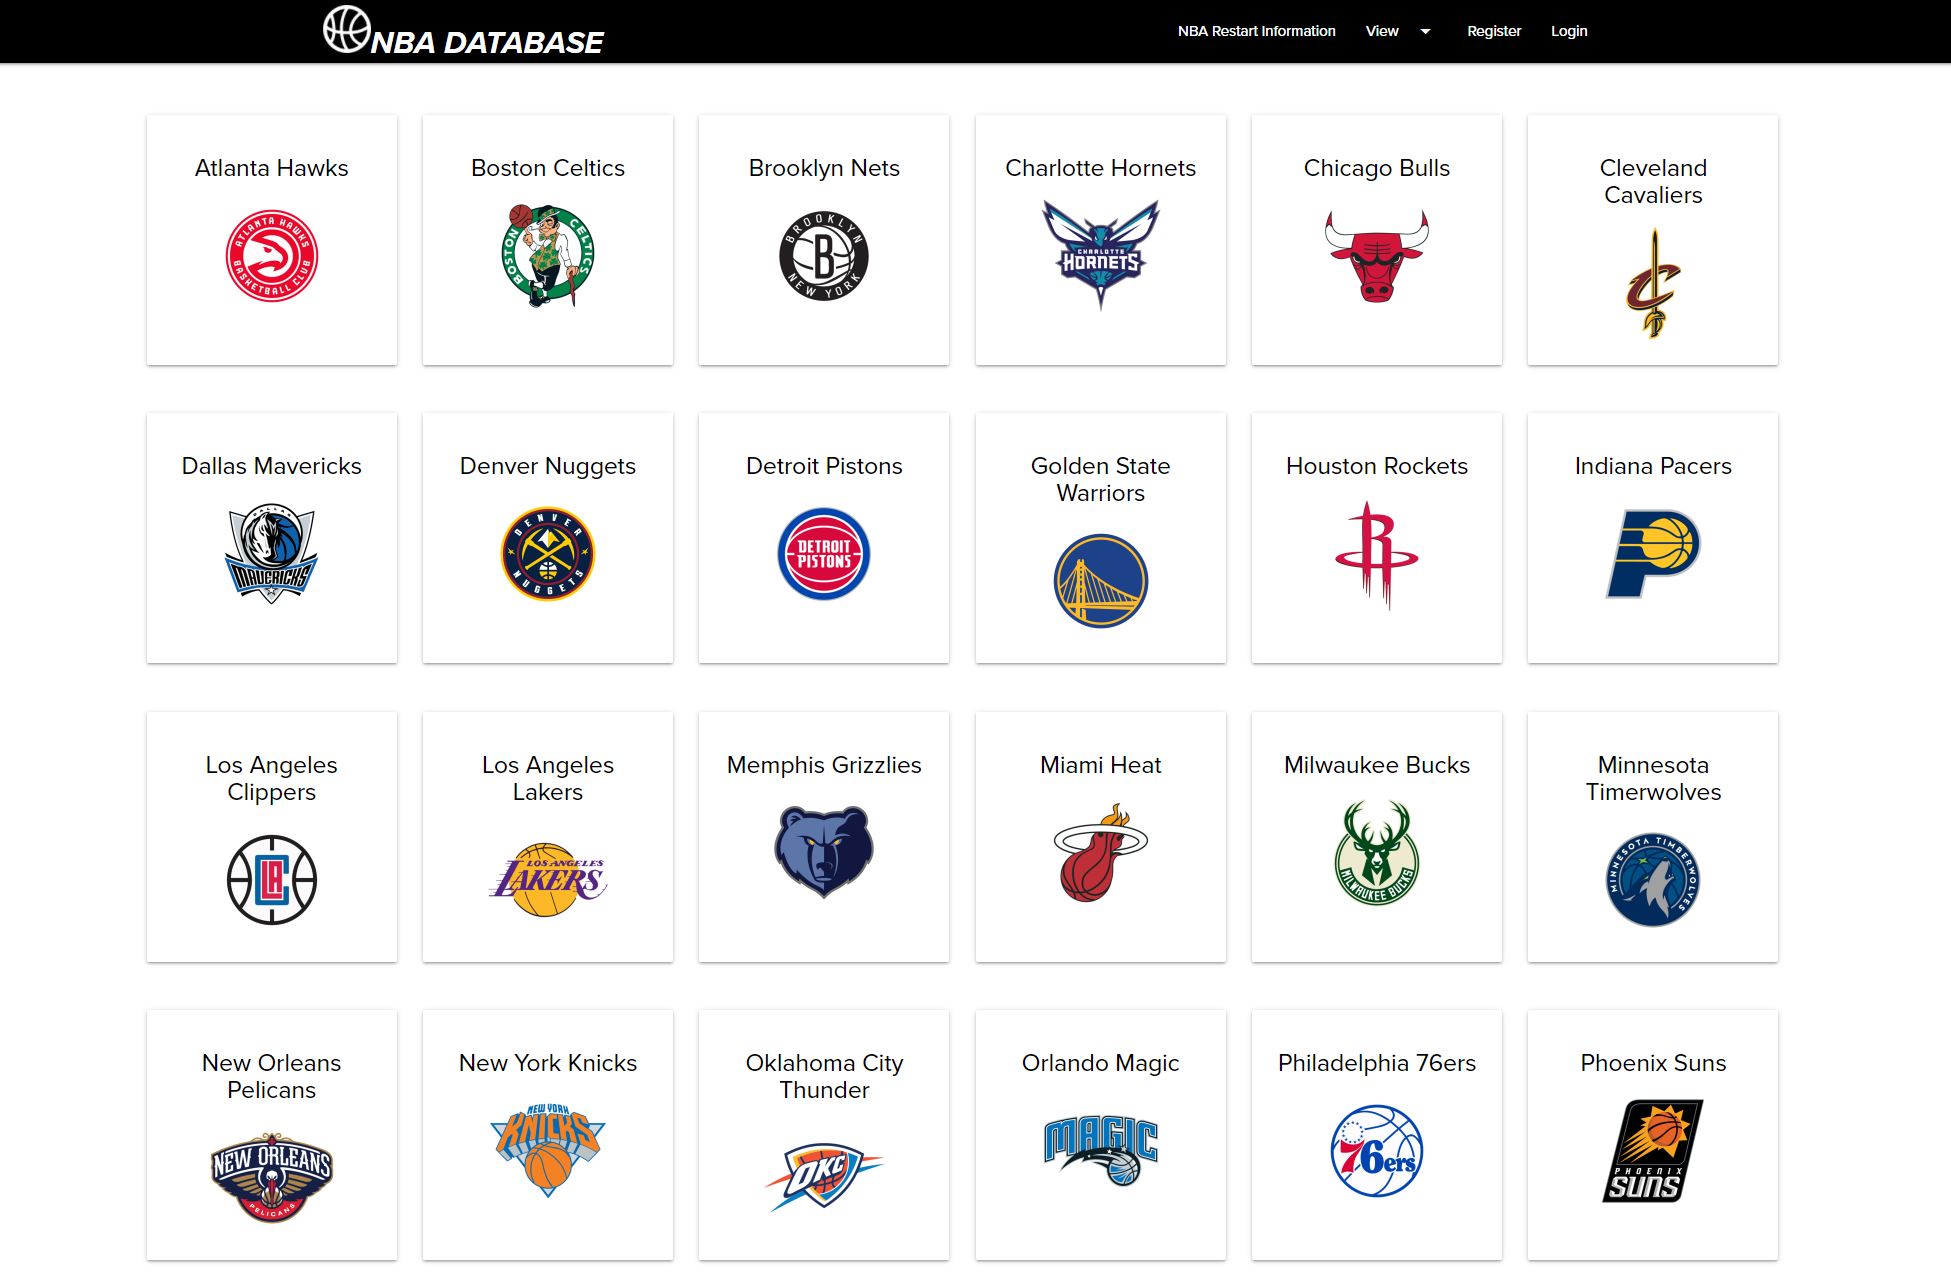 NBA DATABASE
NBA Restart Information
View
Register
Login
Atlanta Hawks
ATLANTA HAWKS
BASKETBALL CLUB
Boston Celtics
BOSTON
CELTICS
Brooklyn Nets
BROOKLYN
B
NEW YORK
Charlotte Hornets
CHARLOTTE
HORNETS
Chicago Bulls
Cleveland
Cavaliers
C
Dallas Mavericks
DALLAS
MAVERICKS
Denver Nuggets
DENVER
NUGGETS
Detroit Pistons
DETROIT
PISTONS
Golden State
Warriors
Houston Rockets
R
Indiana Pacers
P
Los Angeles
Clippers
LA
C
Los Angeles
Lakers
LOS ANGELES
LAKERS
Memphis Grizzlies
Miami Heat
Milwaukee Bucks
MILWAUKEE BUCKS
Minnesota
Timerwolves
MINNESOTA TIMBERWOLVES
New Orleans
Pelicans
NEW ORLEANS
PELICANS
New York Knicks
NEW YORK
KNICKS
Oklahoma City
Thunder
OKC
Orlando Magic
MAGIC
Philadelphia 76ers
76ers
Phoenix Suns
PHOENIX
SUNS